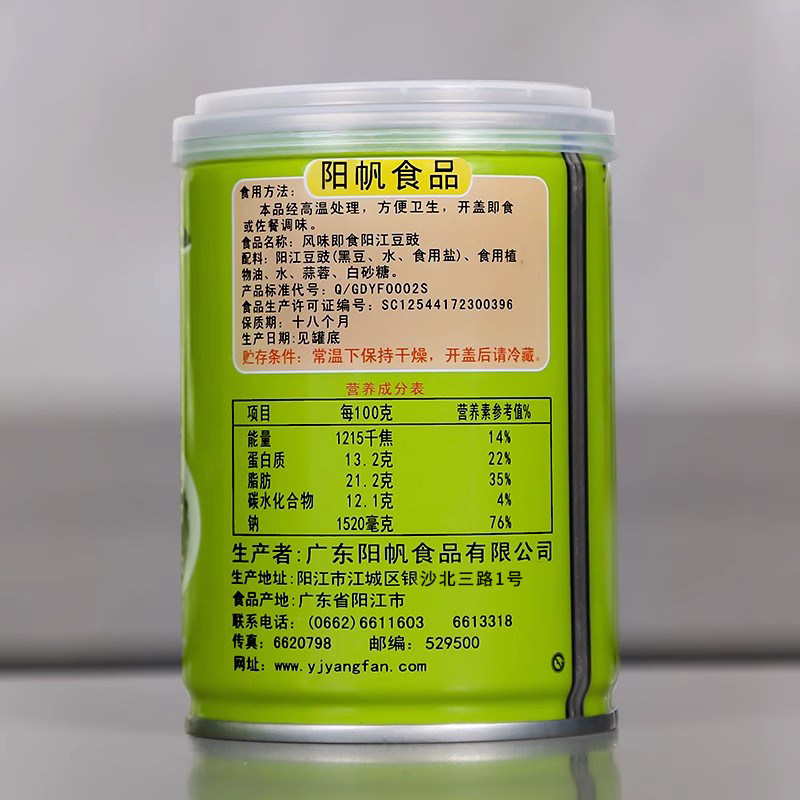 阳帆食品
食用方法：
本品经高温处理，方便卫生，开盖即食
或佐餐调味。
食品名称：风味即食阳江豆豉
配料：阳江豆豉(黑豆、水、食用盐)、食用植
物油、水、蒜蓉、白砂糖。
产品标准代号：Q/GDYF0002S
食品生产许可证编号：SC12544172300396
保质期：十八个月
生产日期:见罐底
贮存条件：常温下保持干燥，开盖后请冷藏。
营养成分表
项目 每100克 营养素参考值%
能量 1215千焦 14%
蛋白质 13.2克 22%
脂肪 21.2克 35%
碳水化合物 12.1克 4%
钠 1520毫克 76%
生产者:广东阳帆食品有限公司
生产地址:阳江市江城区银沙北三路1号
食品产地:广东省阳江市
联系电话：(0662)6611603 6613318
传真：6620798 邮编：529500
网址：www.yjyangfan.com